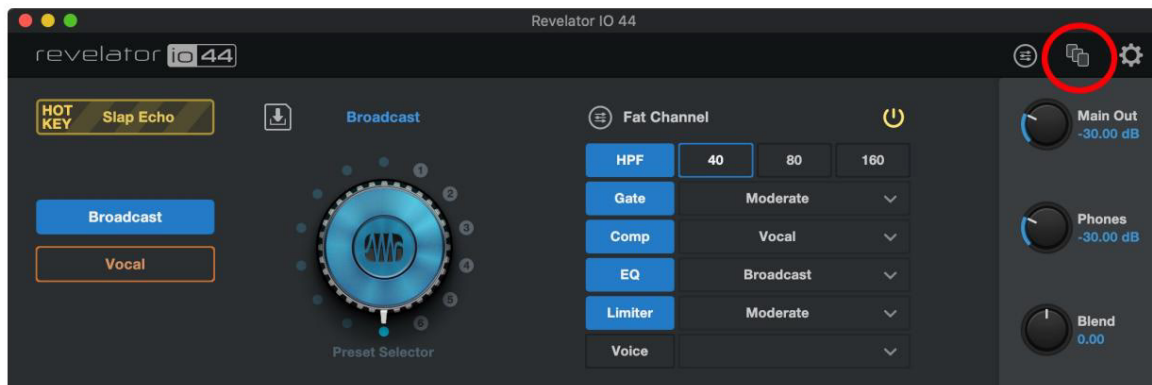 Revelator IO 44
revelator io 44
HOT KEY Slap Echo
Broadcast
Vocal
Broadcast
1
2
3
4
5
6
Preset Selector
Fat Channel
HPF 40 80 160
Gate Moderate
Comp Vocal
EQ Broadcast
Limiter Moderate
Voice
Main Out
-30.00 dB
Phones
-30.00 dB
Blend
0.00